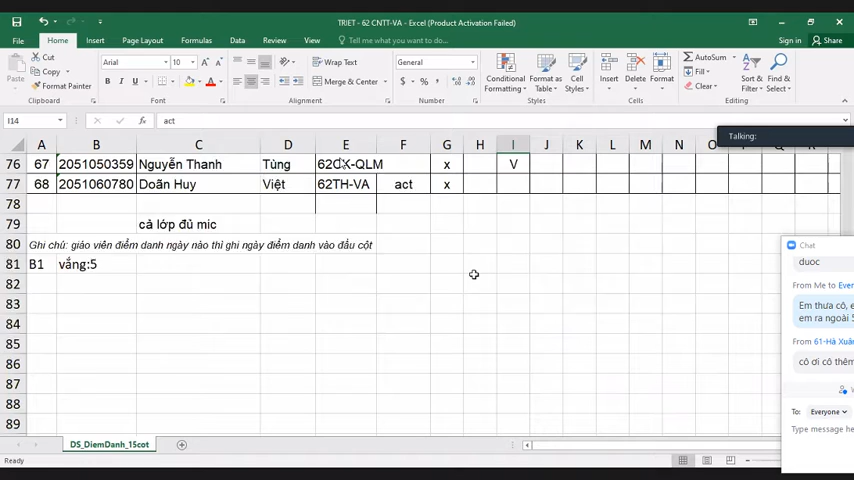 TRIET - 62 CNTT-VA - Excel (Product Activation Failed)
File Home Insert Page Layout Formulas Data Review View Tell me what you want to do... Sign in Share
Cut
Copy
Format Painter
Paste
Clipboard
Arial 10
B I U
Font
Wrap Text
Merge & Center
Alignment
General
$ % ,
Number
Conditional Formatting
Format as Table
Cell Styles
Styles
Insert Delete Format
Cells
AutoSum
Fill
Clear
Sort & Filter
Find & Select
Editing
I14 fx act
Talking:
A B C D E F G H I J K L M N O
76 67 2051050359 Nguyễn Thanh Tùng 62CX-QLM x V
77 68 2051060780 Doãn Huy Việt 62TH-VA act x
78
79 cả lớp đủ mic
80 Ghi chú: giáo viên điểm danh ngày nào thì ghi ngày điểm danh vào đầu cột
81 B1 vắng:5
82
83
84
85
86
87
88
89
Chat
duoc
From Me to Ever
Em thưa cô, e
em ra ngoài 5
From 61-Hà Xuân
cô ơi cô thêm
To: Everyone
Type message he
DS_DiemDanh_15cot
Ready